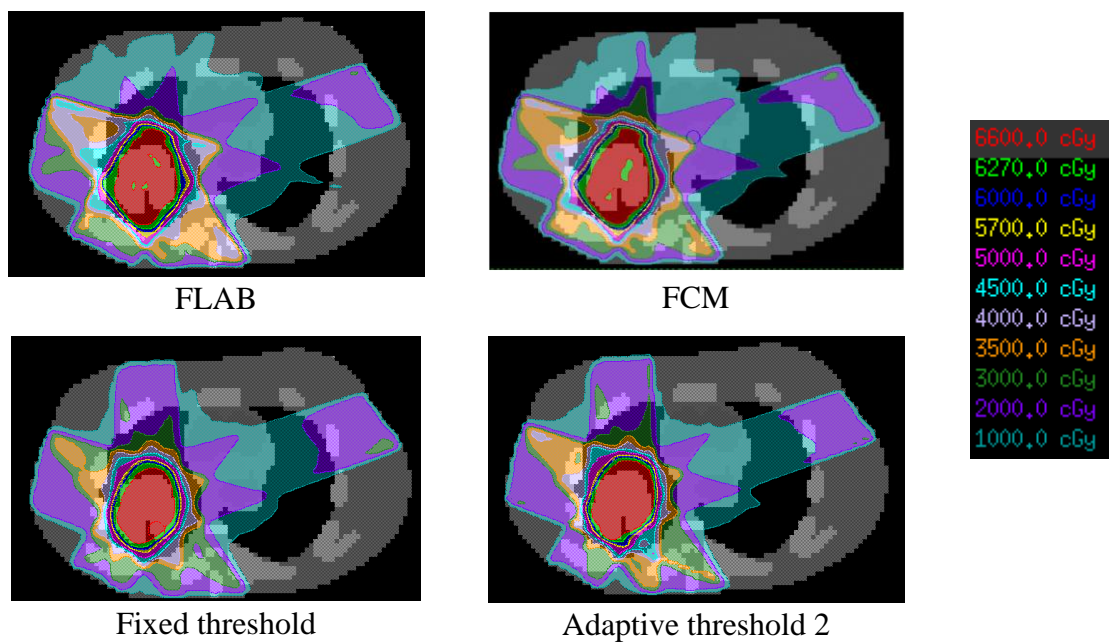 FLAB
FCM
6600.0 cGy
6270.0 cGy
6000.0 cGy
5700.0 cGy
5000.0 cGy
4500.0 cGy
4000.0 cGy
3500.0 cGy
3000.0 cGy
2000.0 cGy
1000.0 cGy
Fixed threshold
Adaptive threshold 2